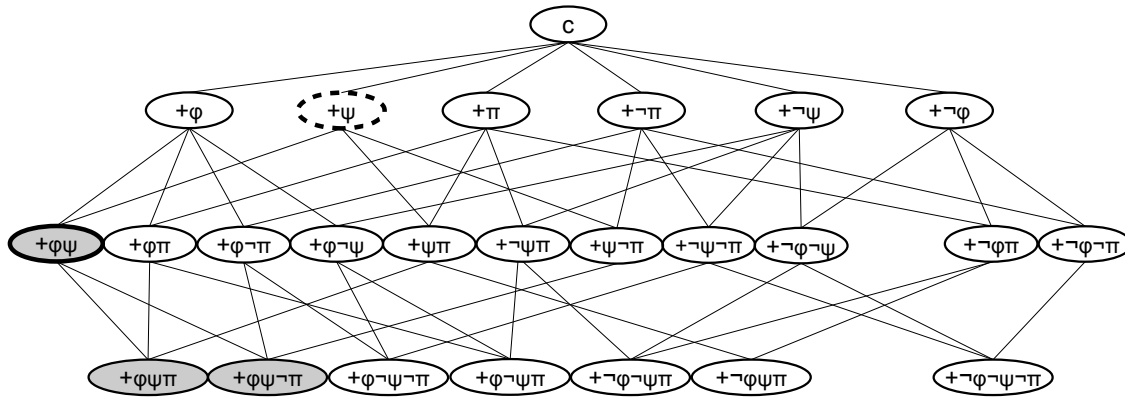 c
+φ +ψ +π +¬π +¬ψ +¬φ
+φψ +φπ +φ¬π +φ¬ψ +ψπ +¬ψπ +ψ¬π +¬ψ¬π +¬φ¬ψ +¬φπ +¬φ¬π
+φψπ +φψ¬π +φ¬ψ¬π +φ¬ψπ +¬φ¬ψπ +¬φψπ +¬φ¬ψ¬π